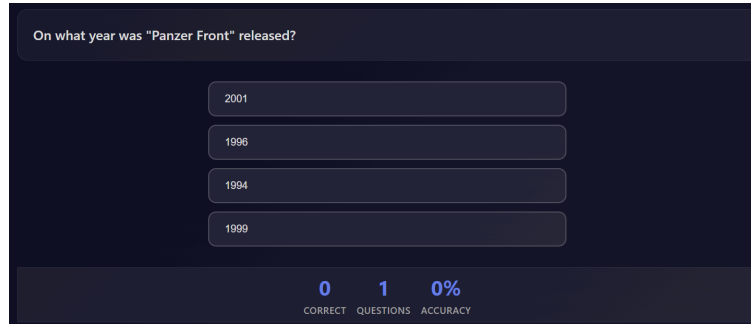 On what year was "Panzer Front" released?
2001
1996
1994
1999
0 1 0%
CORRECT QUESTIONS ACCURACY